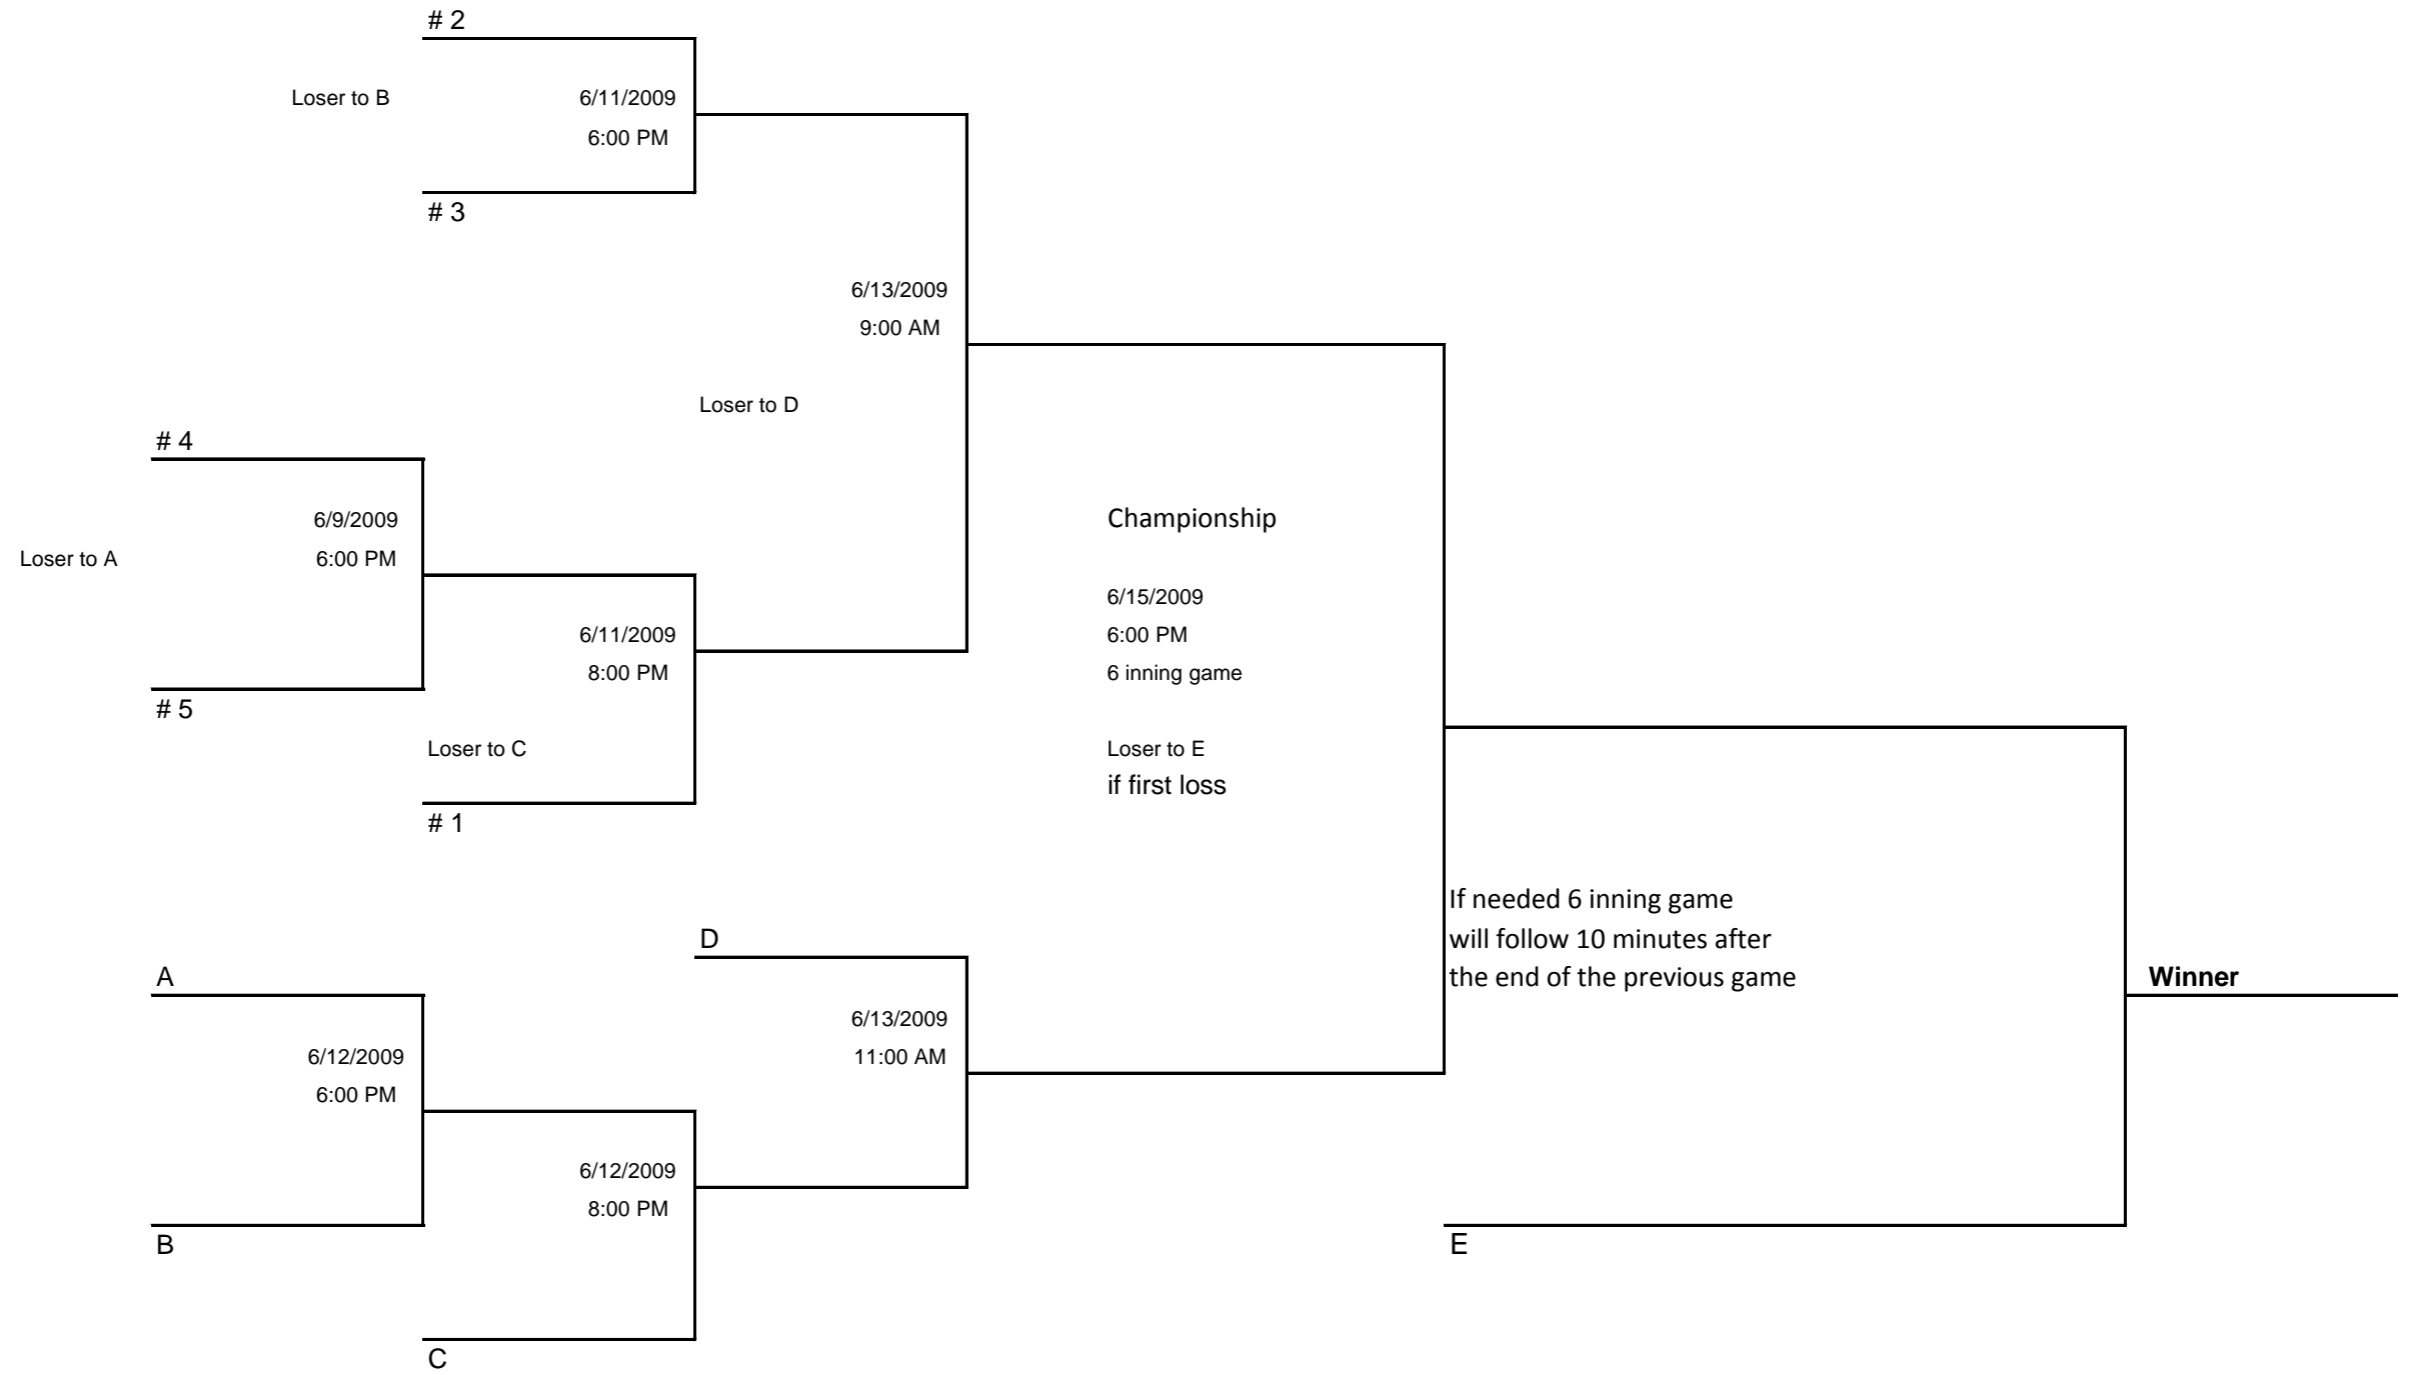 # 2
Loser to B
6/11/2009
6:00 PM
# 3
6/13/2009
9:00 AM
Loser to D
# 4
6/9/2009
Loser to A
6:00 PM
# 5
6/11/2009
8:00 PM
Loser to C
# 1
Championship
6/15/2009
6:00 PM
6 inning game
Loser to E
if first loss
If needed 6 inning game
will follow 10 minutes after
the end of the previous game
Winner
D
A
6/13/2009
11:00 AM
6/12/2009
6:00 PM
B
6/12/2009
8:00 PM
C
E